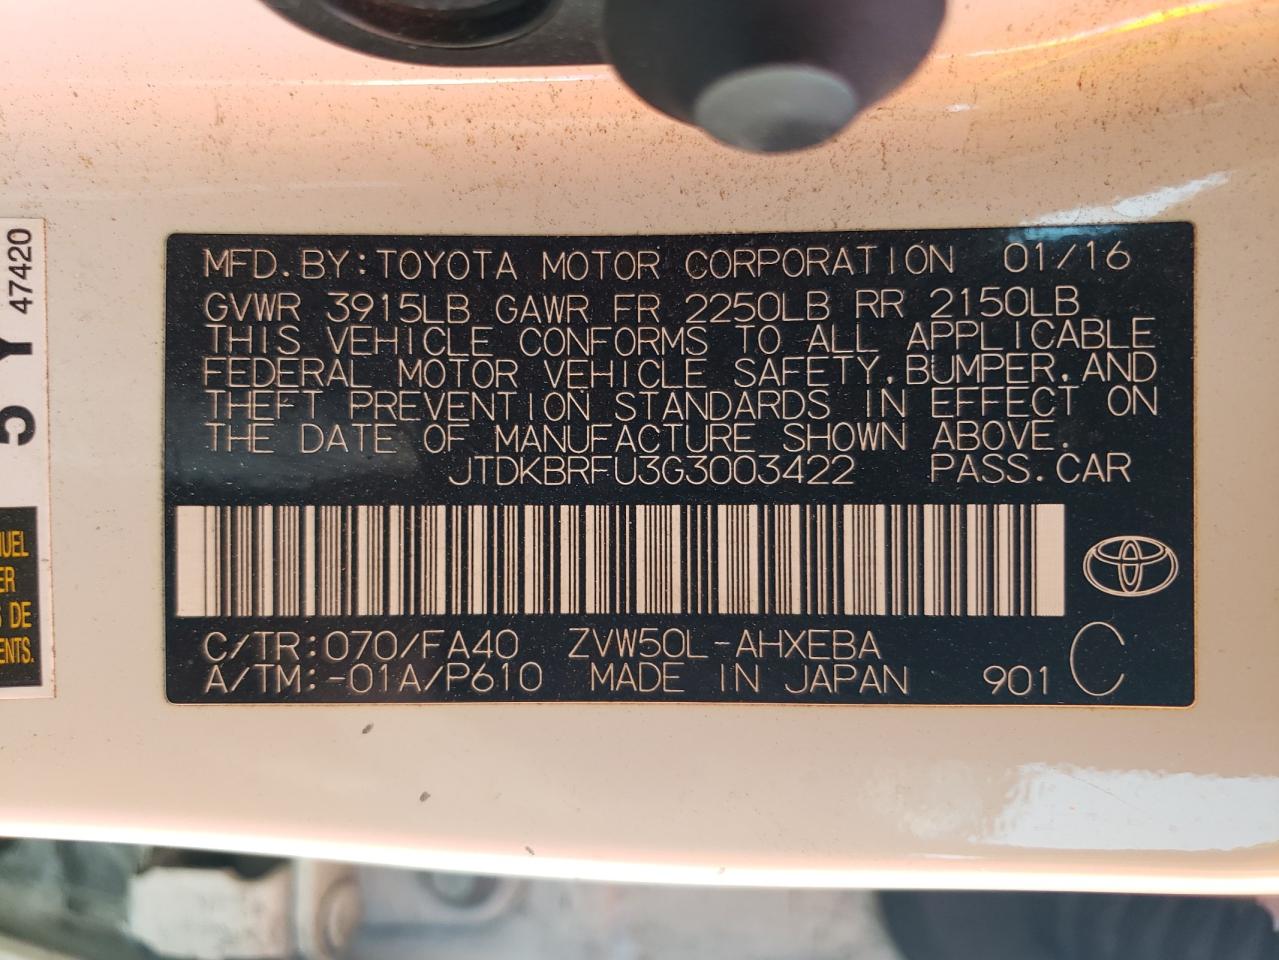 MFD.BY:TOYOTA MOTOR CORPORATION 01/16
GVWR 3915LB GAWR FR 2250LB RR 2150LB
THIS VEHICLE CONFORMS TO ALL APPLICABLE
FEDERAL MOTOR VEHICLE SAFETY,BUMPER,AND
THEFT PREVENTION STANDARDS IN EFFECT ON
THE DATE OF MANUFACTURE SHOWN ABOVE.
JTDKBRFU3G3003422 PASS.CAR
C/TR:070/FA40 ZVW50L-AHXEBA
A/TM:-01A/P610 MADE IN JAPAN 901 C
5 Y
47420
DE